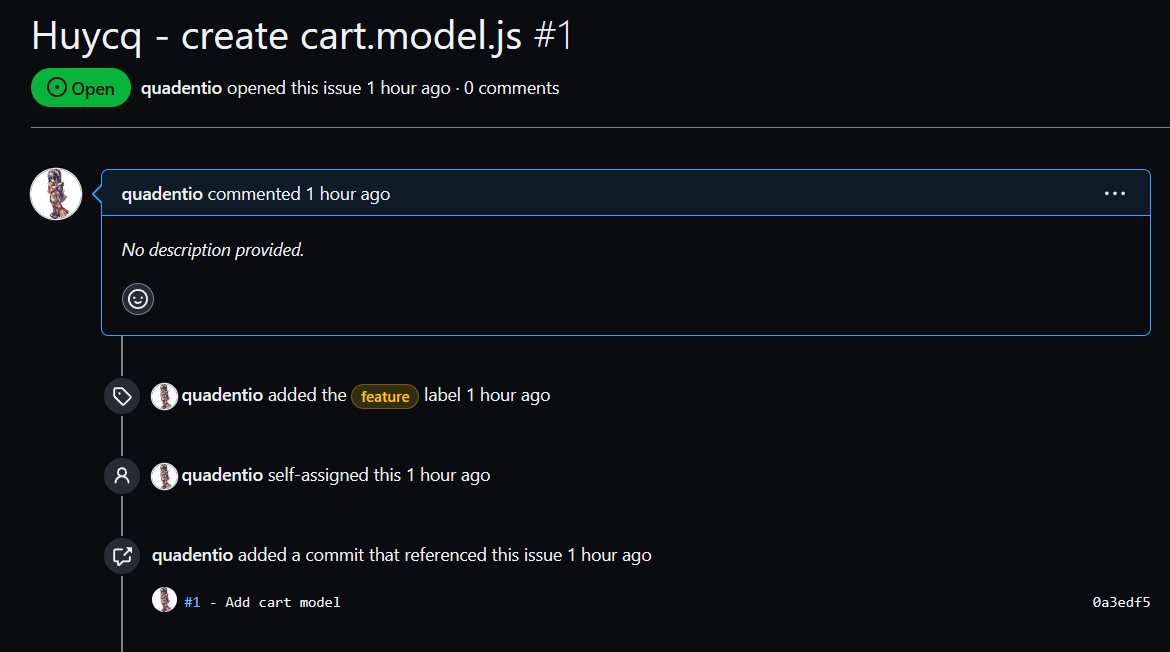 Huycq - create cart.model.js #1
Open quadentio opened this issue 1 hour ago · 0 comments
quadentio commented 1 hour ago
No description provided.
quadentio added the feature label 1 hour ago
quadentio self-assigned this 1 hour ago
quadentio added a commit that referenced this issue 1 hour ago
#1 - Add cart model 0a3edf5